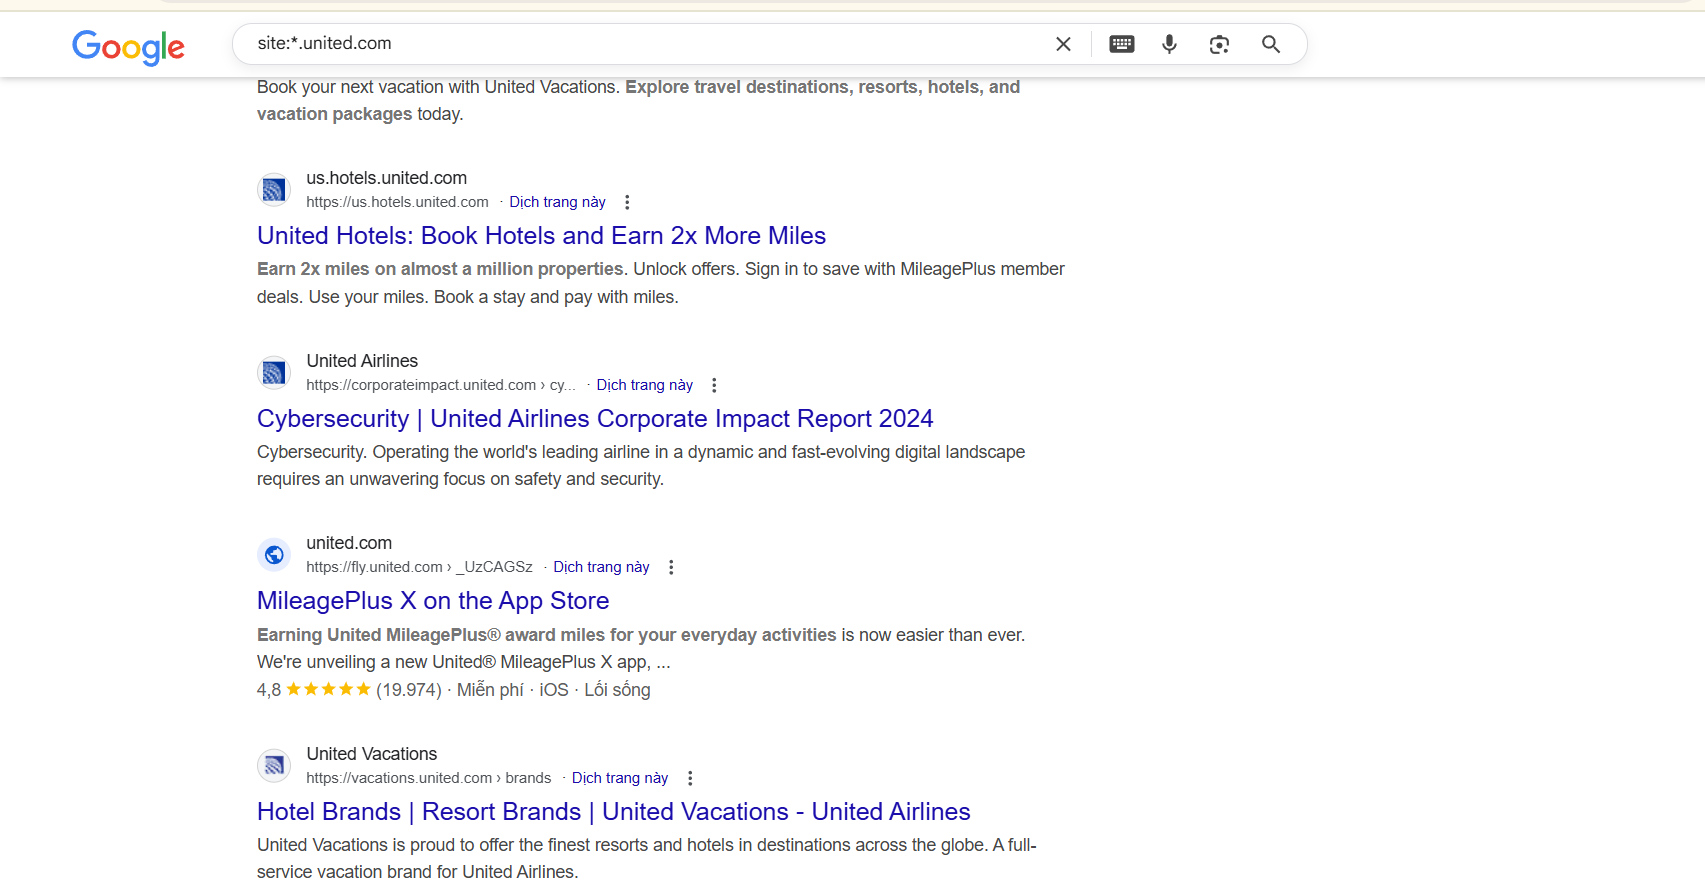 Google
site:*.united.com
Book your next vacation with United Vacations. Explore travel destinations, resorts, hotels, and
vacation packages today.
us.hotels.united.com
https://us.hotels.united.com · Dịch trang này
United Hotels: Book Hotels and Earn 2x More Miles
Earn 2x miles on almost a million properties. Unlock offers. Sign in to save with MileagePlus member
deals. Use your miles. Book a stay and pay with miles.
United Airlines
https://corporateimpact.united.com › cy... · Dịch trang này
Cybersecurity | United Airlines Corporate Impact Report 2024
Cybersecurity. Operating the world's leading airline in a dynamic and fast-evolving digital landscape
requires an unwavering focus on safety and security.
united.com
https://fly.united.com › _UzCAGSz · Dịch trang này
MileagePlus X on the App Store
Earning United MileagePlus® award miles for your everyday activities is now easier than ever.
We're unveiling a new United® MileagePlus X app, ...
4,8 ★★★★★ (19.974) · Miễn phí · iOS · Lối sống
United Vacations
https://vacations.united.com › brands · Dịch trang này
Hotel Brands | Resort Brands | United Vacations - United Airlines
United Vacations is proud to offer the finest resorts and hotels in destinations across the globe. A full-
service vacation brand for United Airlines.